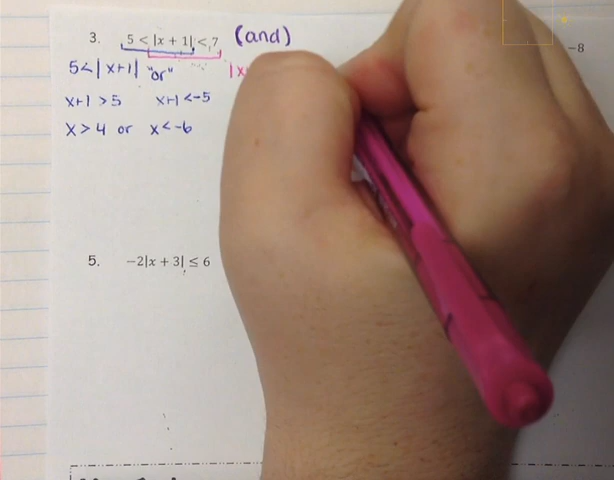 3. 5 < |x + 1| < 7 (and)
5 < |x+1| "or" |x
x+1 > 5 x+1 < -5
x > 4 or x < -6
-8
5. -2|x + 3| ≤ 6